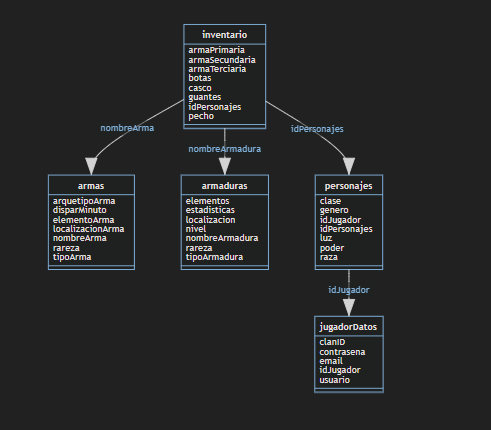 inventario
armaPrimaria
armaSecundaria
armaTerciaria
botas
casco
guantes
idPersonajes
pecho
nombreArma
nombreArmadura
idPersonajes
armas
arquetipoArma
disparMinuto
elementoArma
localizacionArma
nombreArma
rareza
tipoArma
armaduras
elementos
estadisticas
localizacion
nivel
nombreArmadura
rareza
tipoArmadura
personajes
clase
genero
idJugador
idPersonajes
luz
poder
raza
idJugador
jugadorDatos
clanID
contrasena
email
idJugador
usuario